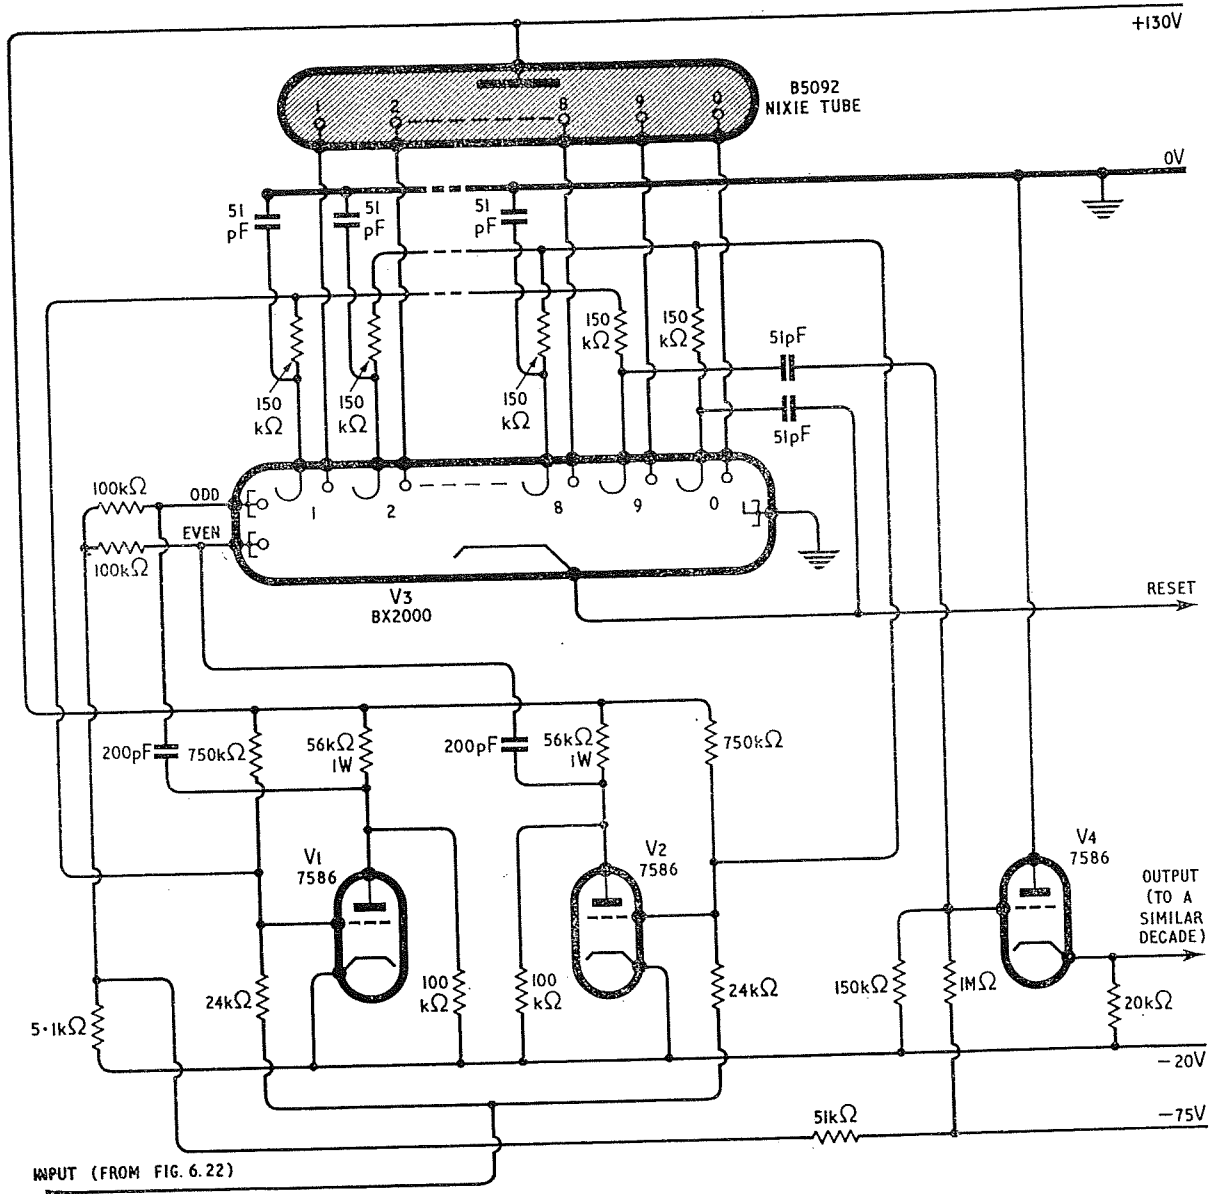 +130V
B5092
NIXIE TUBE
1
2
8
9
0
0V
51
pF
51
pF
51
pF
150
kΩ
150
kΩ
51pF
51pF
150
kΩ
150
kΩ
150
kΩ
100kΩ
ODD
EVEN
100kΩ
1
2
8
9
0
V3
BX2000
RESET
200pF
750kΩ
56kΩ
1W
200pF
56kΩ
1W
750kΩ
V1
7586
V2
7586
V4
7586
OUTPUT
(TO A
SIMILAR
DECADE)
5·1kΩ
24kΩ
100
kΩ
100
kΩ
24kΩ
150kΩ
1MΩ
20kΩ
−20V
51kΩ
−75V
INPUT (FROM FIG. 6.22)